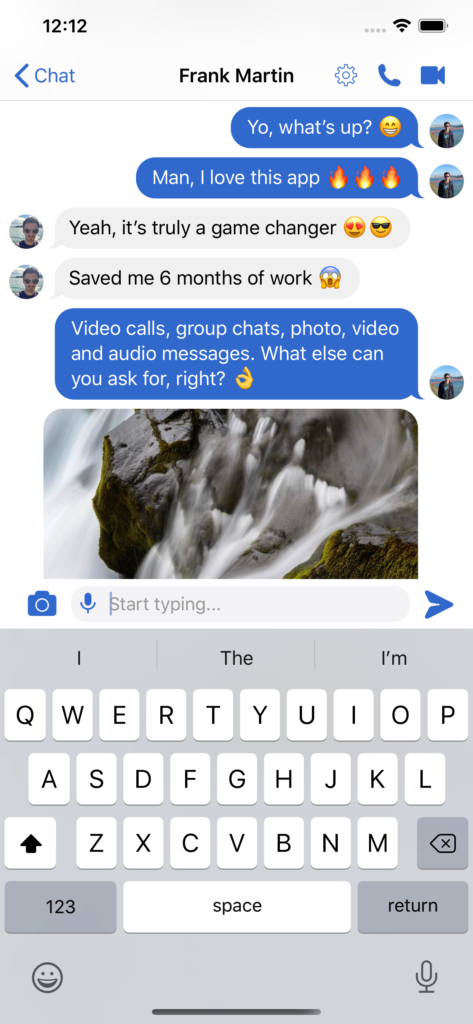 12:12
Chat
Frank Martin
Yo, what’s up? 😁
Man, I love this app 🔥🔥🔥
Yeah, it’s truly a game changer 😍😎
Saved me 6 months of work 😱
Video calls, group chats, photo, video
and audio messages. What else can
you ask for, right? 👌
Start typing...
I The I’m
Q W E R T Y U I O P
A S D F G H J K L
Z X C V B N M
123 space return